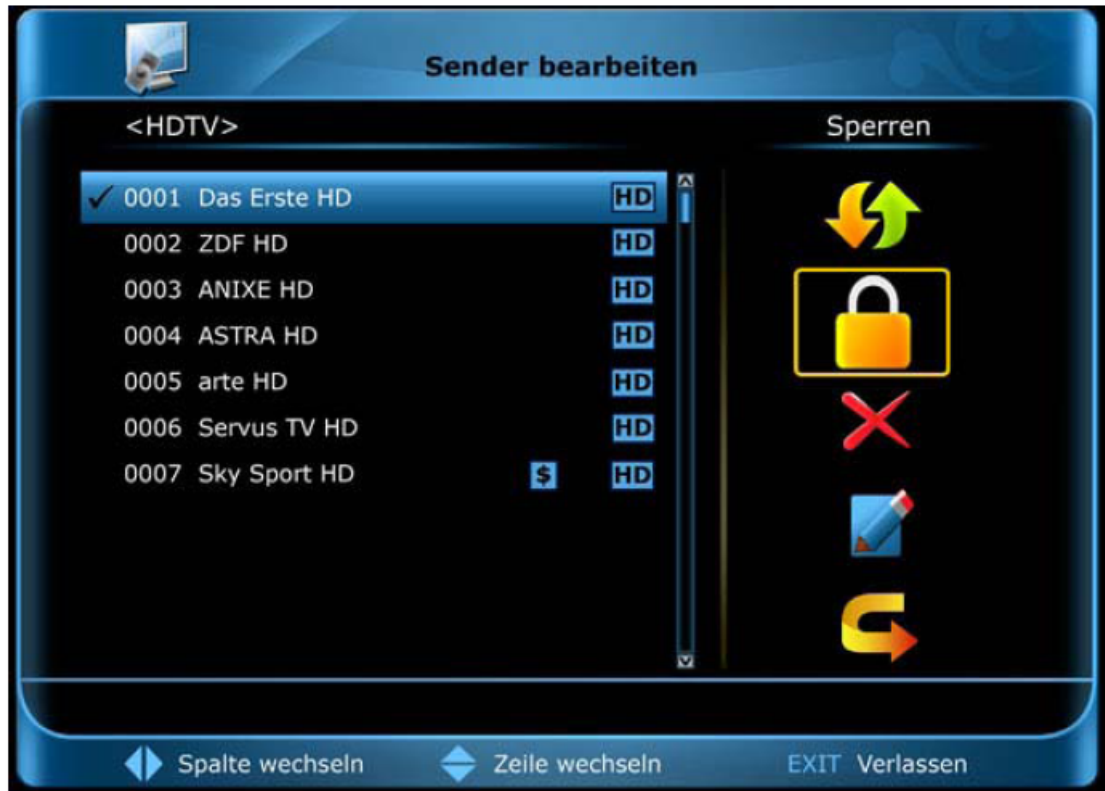 Sender bearbeiten
<HDTV>
Sperren
0001 Das Erste HD HD
0002 ZDF HD HD
0003 ANIXE HD HD
0004 ASTRA HD HD
0005 arte HD HD
0006 Servus TV HD HD
0007 Sky Sport HD $ HD
Spalte wechseln Zeile wechseln EXIT Verlassen